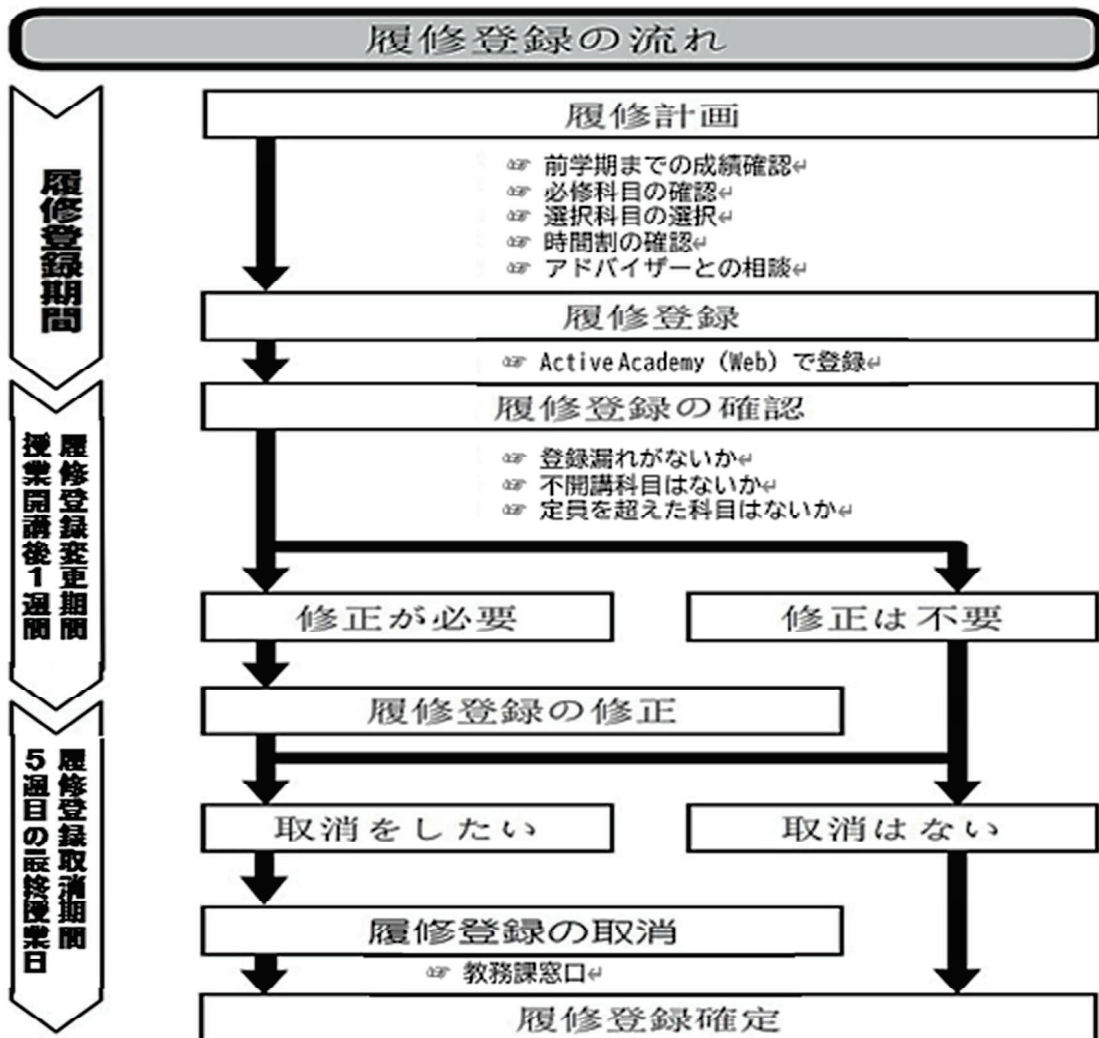 履修登録の流れ
履修登録期間
履修計画
☞ 前学期までの成績確認↵
☞ 必修科目の確認↵
☞ 選択科目の選択↵
☞ 時間割の確認↵
☞ アドバイザーとの相談↵
履修登録
☞ Active Academy（Web）で登録↵
履修登録変更期間
授業開講後1週間
履修登録の確認
☞ 登録漏れがないか↵
☞ 不開講科目はないか↵
☞ 定員を超えた科目はないか↵
修正が必要
修正は不要
履修登録の修正
履修登録取消期間
5週目の最終授業日
取消をしたい
取消はない
履修登録の取消
☞ 教務課窓口↵
履修登録確定